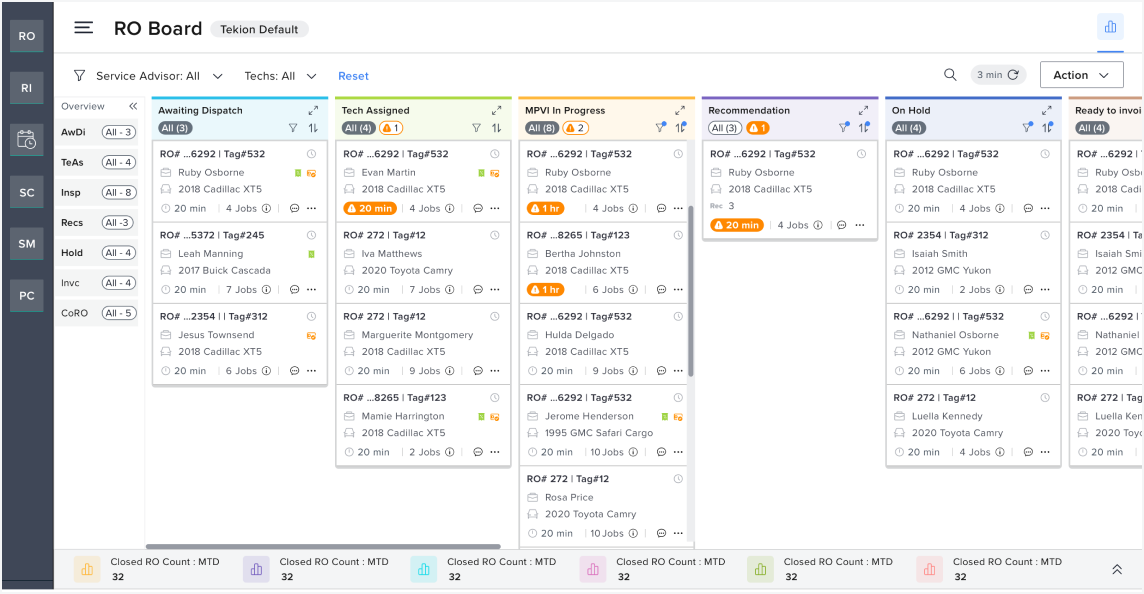 RO
RI
SC
SM
PC
RO Board
Tekion Default
Service Advisor: All
Techs: All
Reset
3 min
Action
Overview
AwDi All - 3
TeAs All - 4
Insp All - 8
Recs All -3
Hold All - 4
Invc All - 4
CoRO All - 5
Awaiting Dispatch
All (3)
RO# ...6292 | Tag#532
Ruby Osborne
2018 Cadillac XT5
20 min | 4 Jobs
RO# ...5372 | Tag#245
Leah Manning
2017 Buick Cascada
20 min 7 Jobs
RO# ...2354 | | Tag#312
Jesus Townsend
2018 Cadillac XT5
20 min 6 Jobs
Tech Assigned
All (4) 1
RO# ...6292 | Tag#532
Evan Martin
2018 Cadillac XT5
20 min 4 Jobs
RO# 272 | Tag#12
Iva Matthews
2020 Toyota Camry
20 min 7 Jobs
RO# 272 | Tag#12
Marguerite Montgomery
2018 Cadillac XT5
20 min 9 Jobs
RO# ...8265 | Tag#123
Mamie Harrington
2018 Cadillac XT5
20 min 2 Jobs
MPVI In Progress
All (8) 2
RO# ...6292 | Tag#532
Ruby Osborne
2018 Cadillac XT5
1 hr 4 Jobs
RO# ...8265 | Tag#123
Bertha Johnston
2018 Cadillac XT5
1 hr 6 Jobs
RO# ...6292 | Tag#532
Hulda Delgado
2018 Cadillac XT5
20 min 9 Jobs
RO# ...6292 | Tag#532
Jerome Henderson
1995 GMC Safari Cargo
20 min 10 Jobs
RO# 272 | Tag#12
Rosa Price
2020 Toyota Camry
20 min 10 Jobs
Recommendation
All (3) 1
RO# ...6292 | Tag#532
Ruby Osborne
2018 Cadillac XT5
Rec 3
20 min 4 Jobs
On Hold
All (4)
RO# ...6292 | Tag#532
Ruby Osborne
2018 Cadillac XT5
20 min 4 Jobs
RO# 2354 | Tag#312
Isaiah Smith
2012 GMC Yukon
20 min 2 Jobs
RO# ...6292 | | Tag#532
Nathaniel Osborne
2012 GMC Yukon
20 min 6 Jobs
RO# 272 | Tag#12
Luella Kennedy
2020 Toyota Camry
20 min 4 Jobs
Ready to invoi
All (4)
RO# ...6292 |
Ruby Osb
2018 Cad
20 min
RO# 2354 | Ta
Isaiah Smi
2012 GMC
20 min
RO# ...6292 |
Nathaniel
2012 GMC
20 min
RO# 272 | Tag
Luella Ken
2020 Toyo
20 min
Closed RO Count : MTD
32
Closed RO Count : MTD
32
Closed RO Count : MTD
32
Closed RO Count : MTD
32
Closed RO Count : MTD
32
Closed RO Count : MTD
32